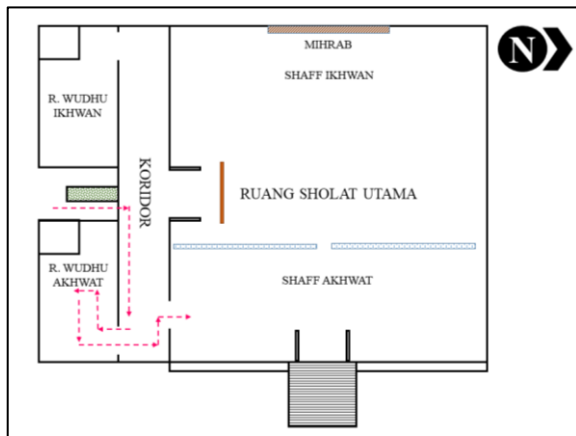 MIHRAB
N
SHAFF IKHWAN
R. WUDHU
IKHWAN
KORIDOR
RUANG SHOLAT UTAMA
R. WUDHU
AKHWAT
SHAFF AKHWAT